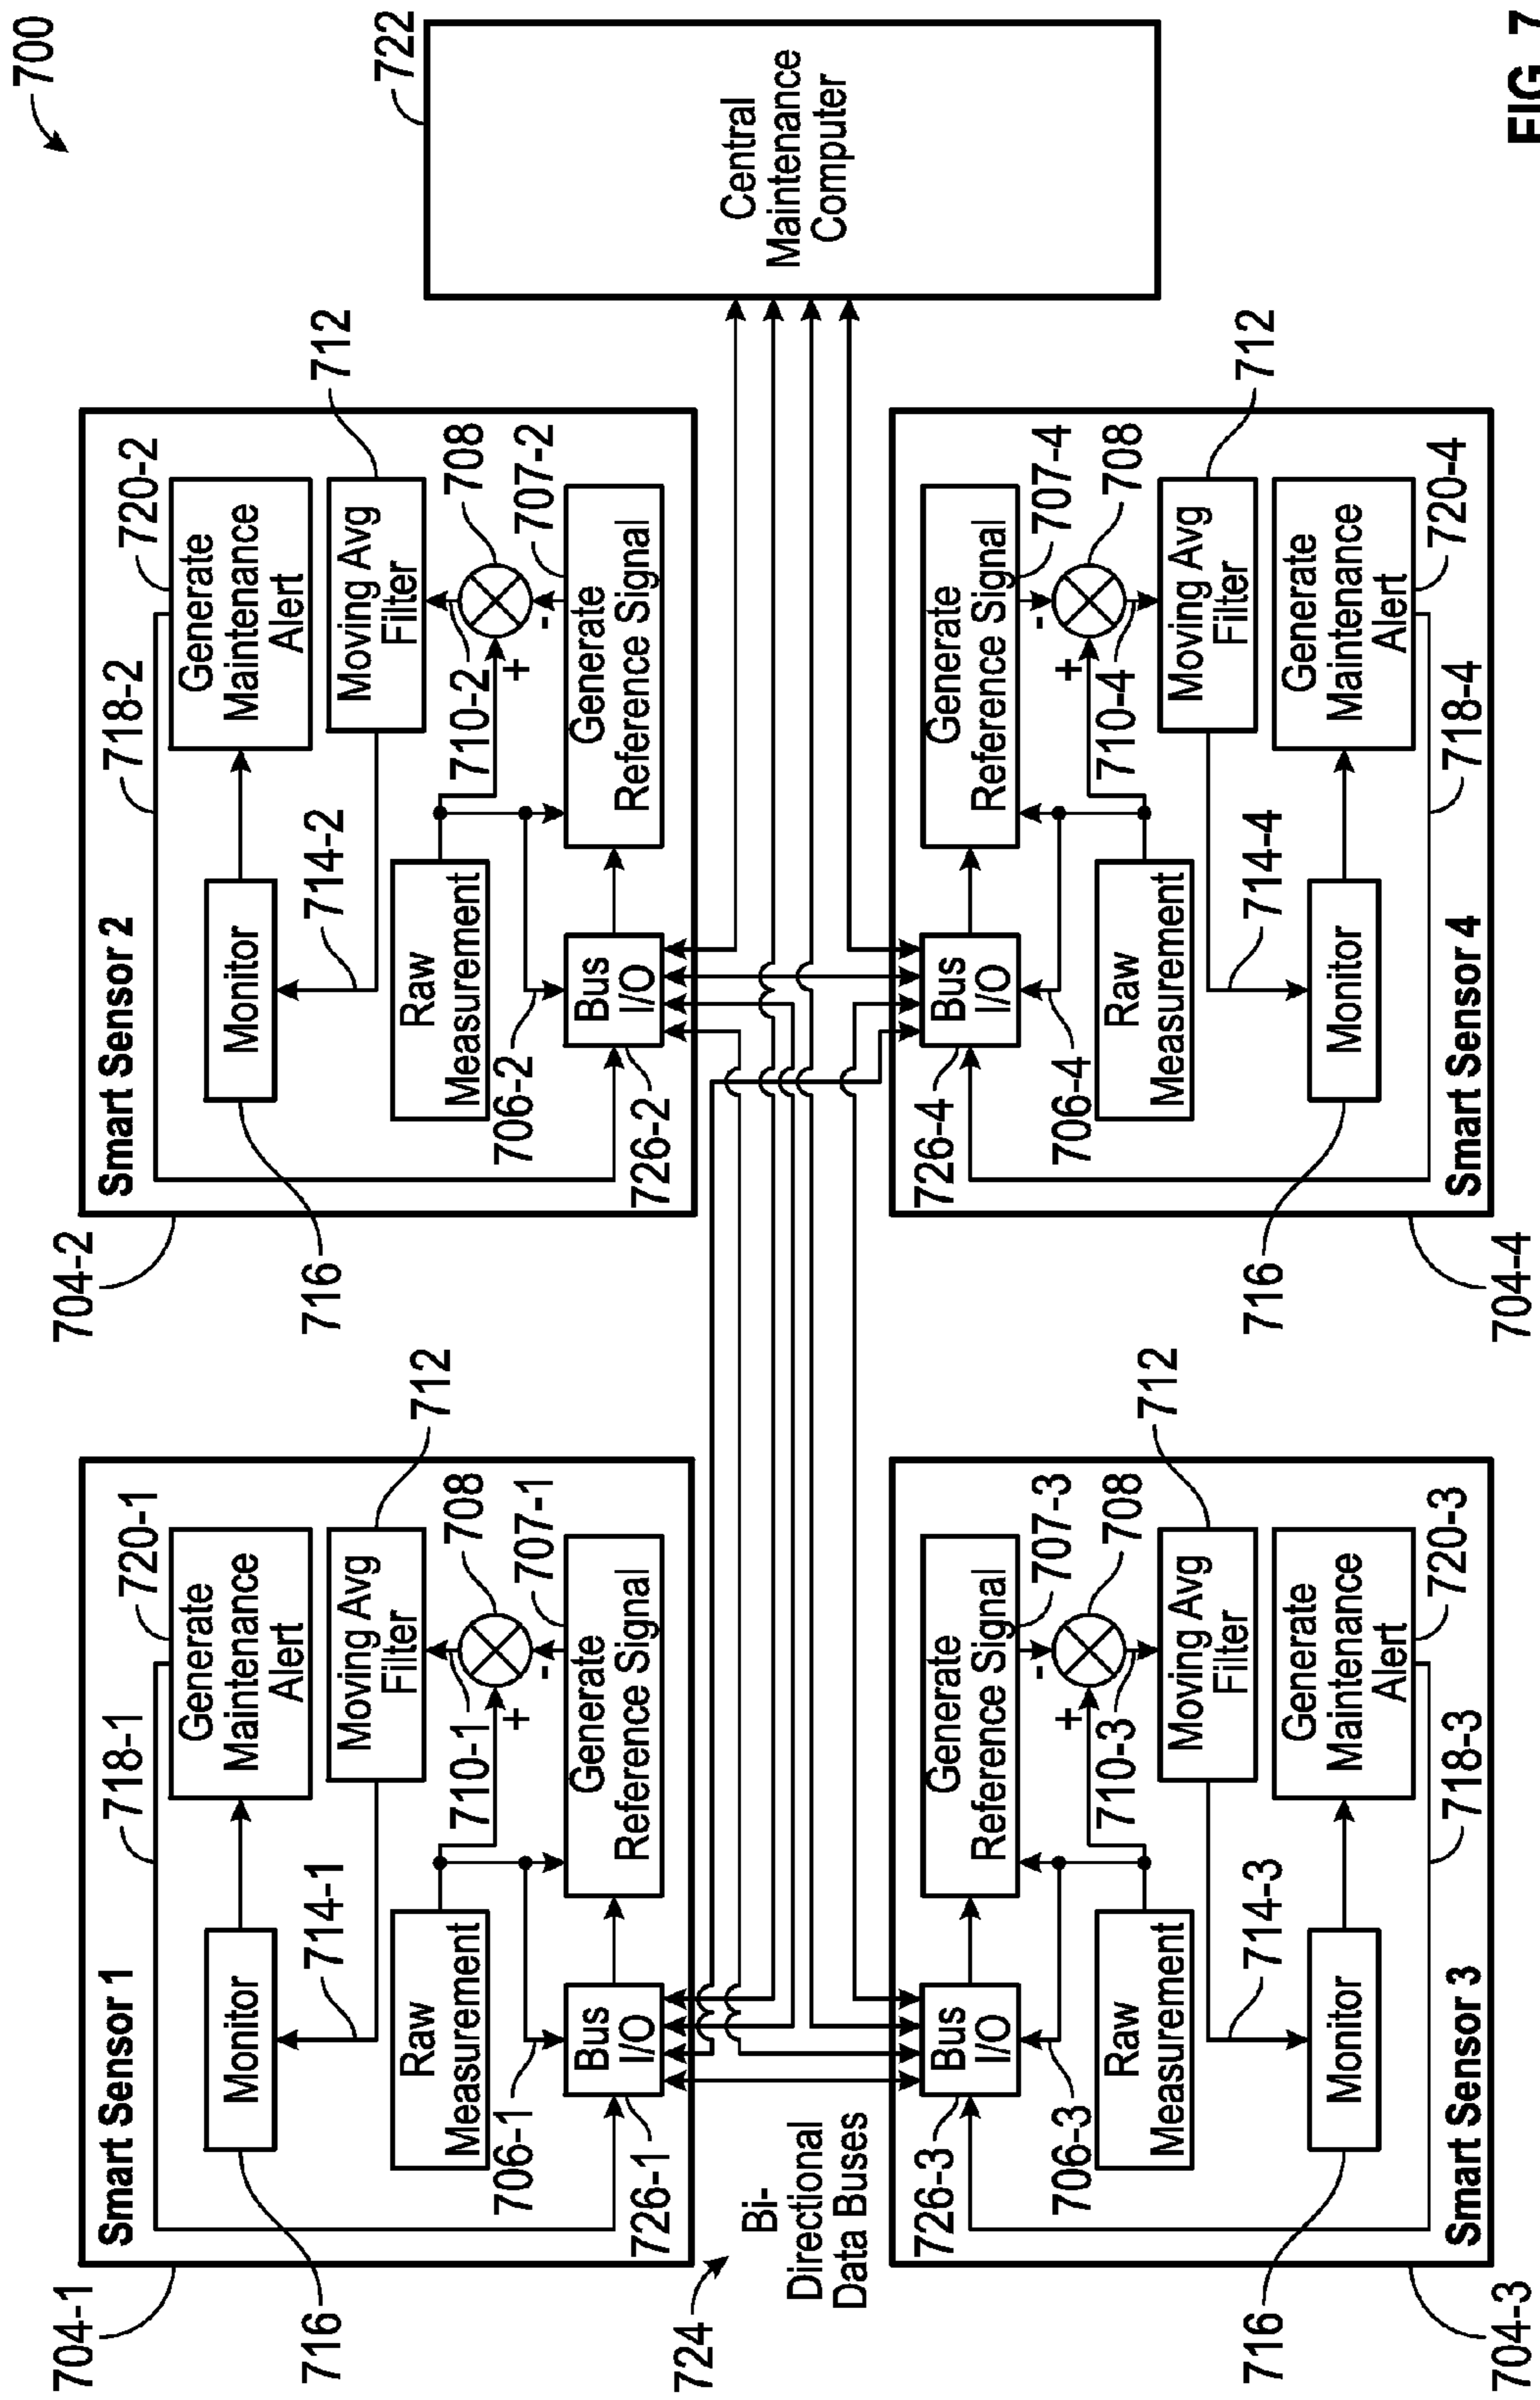 700
704-1
Smart Sensor 1
718-1
720-1
Generate
Maintenance
Alert
Monitor
716
714-1
Moving Avg
Filter
712
Raw
Measurement
710-1
708
+
-
706-1
707-1
Bus
I/O
Generate
Reference Signal
726-1
704-2
Smart Sensor 2
718-2
720-2
Generate
Maintenance
Alert
Monitor
716
714-2
Moving Avg
Filter
712
Raw
Measurement
710-2
708
+
-
706-2
707-2
Bus
I/O
Generate
Reference Signal
726-2
722
Central
Maintenance
Computer
724
Bi-
Directional
Data Buses
726-3
Bus
I/O
Generate
Reference Signal
707-3
-
+
708
706-3
710-3
Raw
Measurement
Moving Avg
Filter
712
714-3
716
Monitor
Generate
Maintenance
Alert
720-3
718-3
Smart Sensor 3
704-3
726-4
Bus
I/O
Generate
Reference Signal
707-4
-
+
708
706-4
710-4
Raw
Measurement
Moving Avg
Filter
712
714-4
716
Monitor
Generate
Maintenance
Alert
720-4
718-4
Smart Sensor 4
704-4
FIG. 7